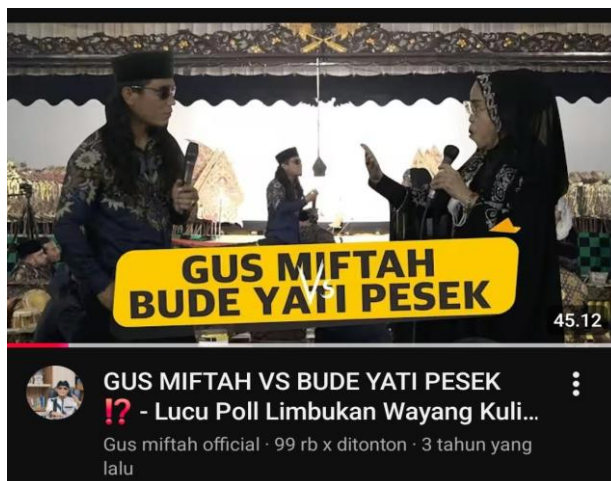 GUS MIFTAH
Vs
BUDE YATI PESEK
45.12
GUS MIFTAH VS BUDE YATI PESEK
⁉️ - Lucu Poll Limbukan Wayang Kuli...
Gus miftah official · 99 rb x ditonton · 3 tahun yang
lalu